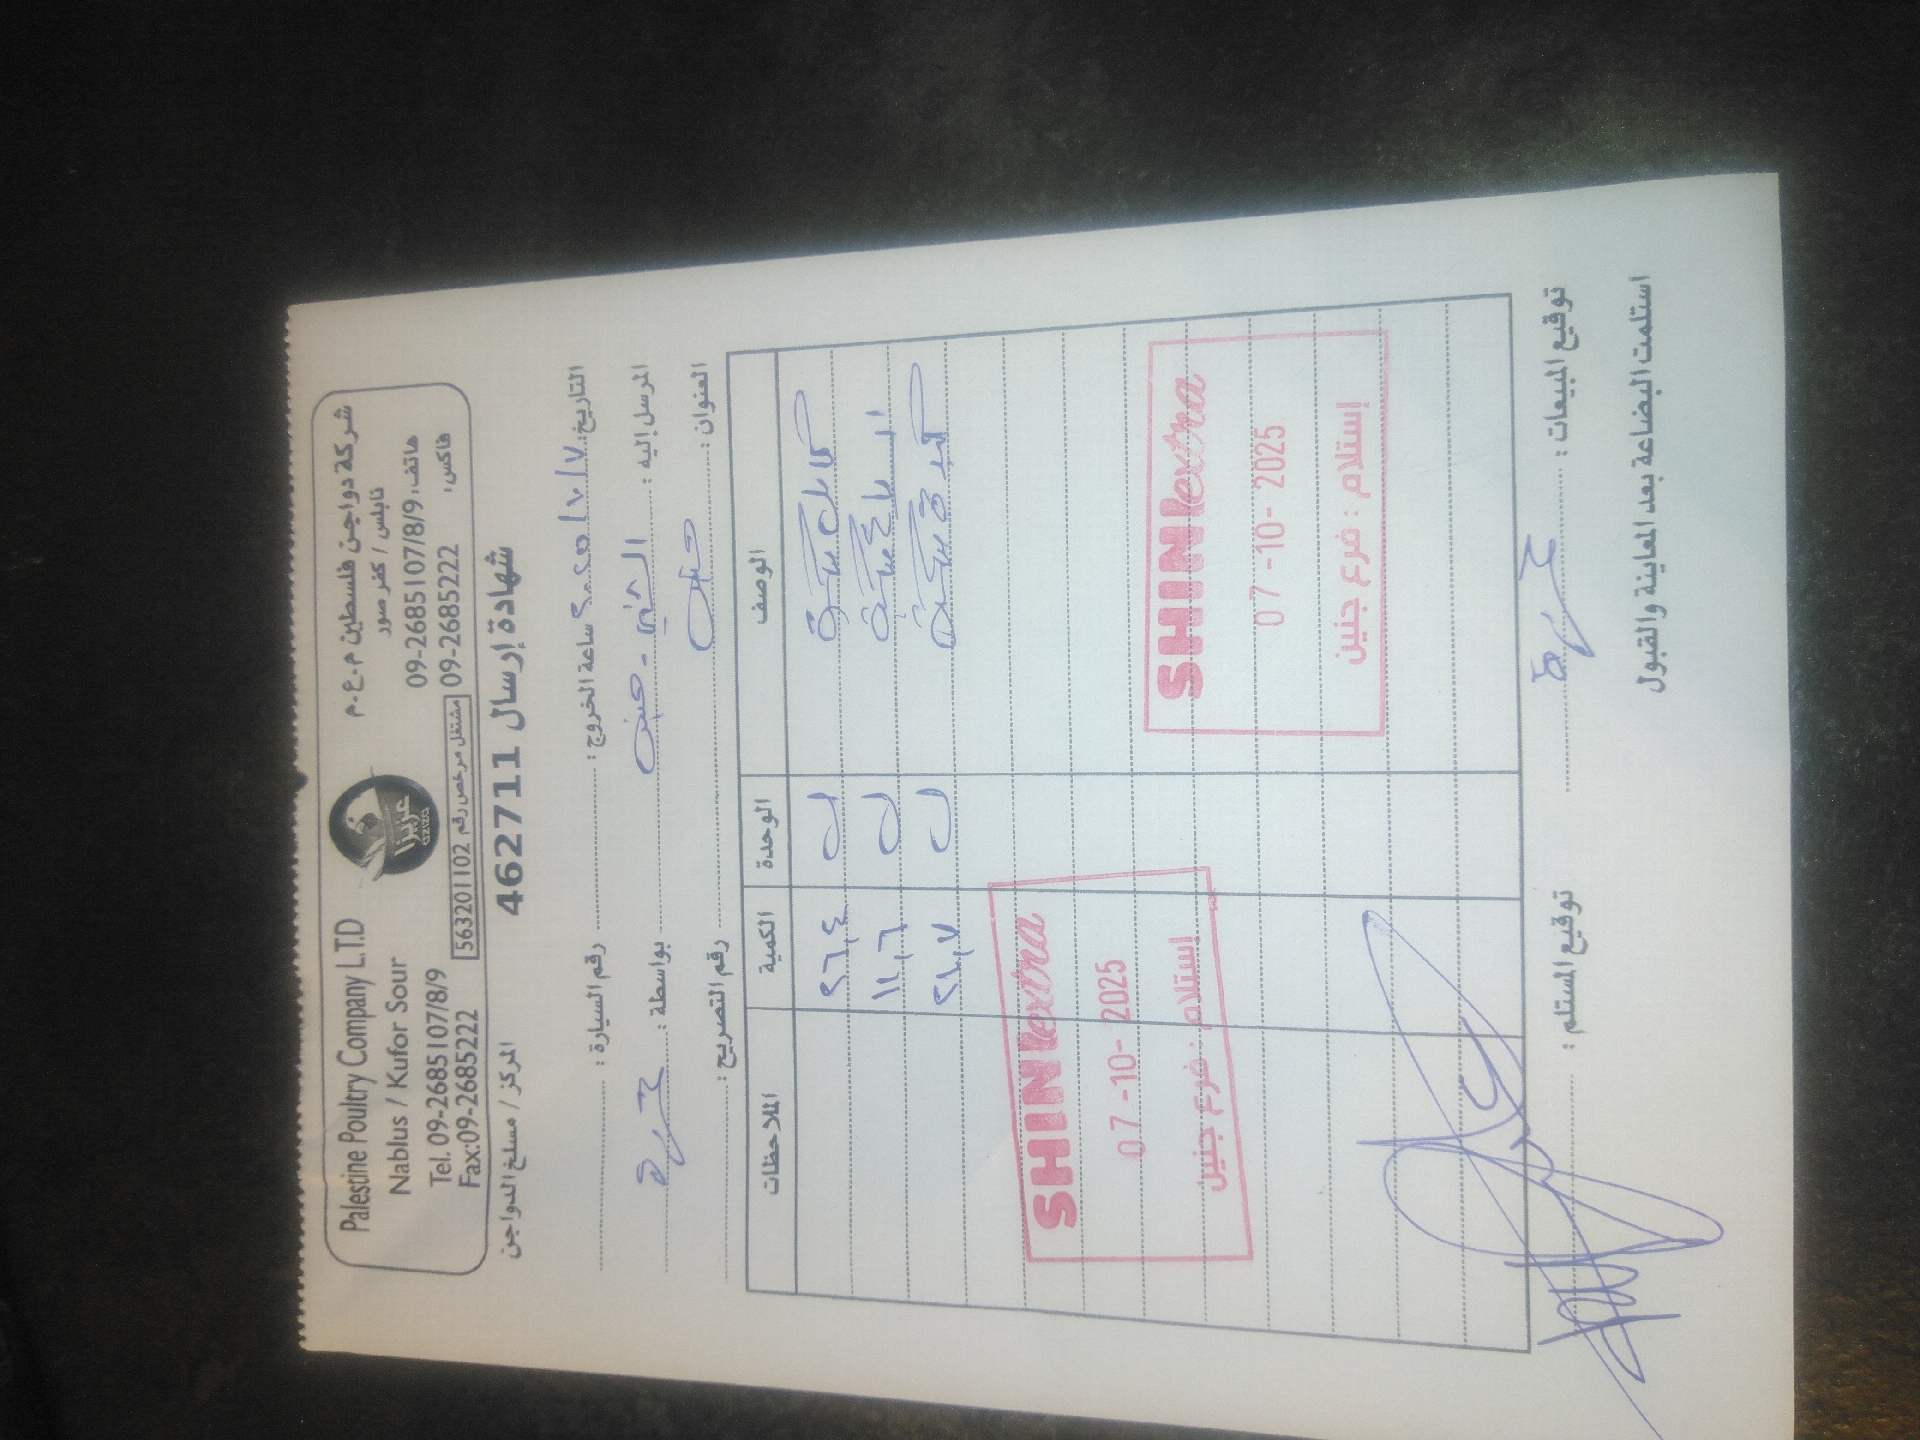 Palestine Poultry Company L.T.D
Nablus / Kufor Sour
Tel. 09-2685107/8/9
Fax:09-2685222
عزيزا
aziza
شركة دواجن فلسطين م.ع.م
نابلس / كفر صور
هاتف: 09-2685107/8/9
فاكس: 09-2685222
مشتغل مرخص رقم 563201102
المركز / مسلخ الدواجن
شهادة إرسال 462711
التاريخ: ٢٠٢٥/١٠/٧ ساعة الخروج: رقم السيارة:
المرسل إليه: بواسطة:
العنوان: جنين رقم التصريح:
الوصف الوحدة الكمية الملاحظات
٢٦,٤
١١,٦
٢١,٧
SHINI extra
07-10-2025
إستلام: فرع جنين
SHINI extra
07-10-2025
إستلام: فرع جنين
توقيع المبيعات: توقيع المستلم:
استلمت البضاعة بعد المعاينة والقبول